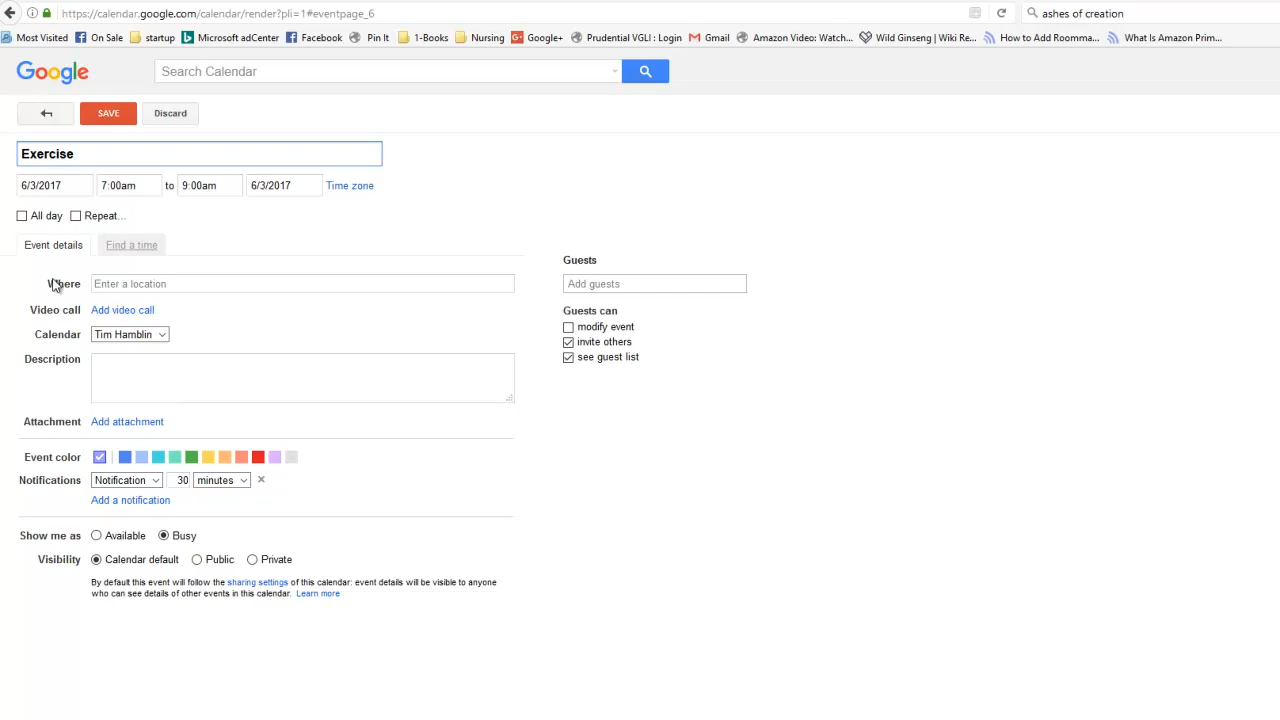 https://calendar.google.com/calendar/render?pli=1#eventpage_6 ashes of creation
Most Visited On Sale startup Microsoft adCenter Facebook Pin It 1-Books Nursing Google+ Prudential VGLI : Login Gmail Amazon Video: Watch... Wild Ginseng | Wiki Re... How to Add Roomma... What Is Amazon Prim...
Google Search Calendar
SAVE Discard
Exercise
6/3/2017 7:00am to 9:00am 6/3/2017 Time zone
All day Repeat...
Event details Find a time
Guests
Where Enter a location Add guests
Video call Add video call Guests can
modify event
Calendar Tim Hamblin invite others
Description see guest list
Attachment Add attachment
Event color
Notifications Notification 30 minutes
Add a notification
Show me as Available Busy
Visibility Calendar default Public Private
By default this event will follow the sharing settings of this calendar: event details will be visible to anyone
who can see details of other events in this calendar. Learn more